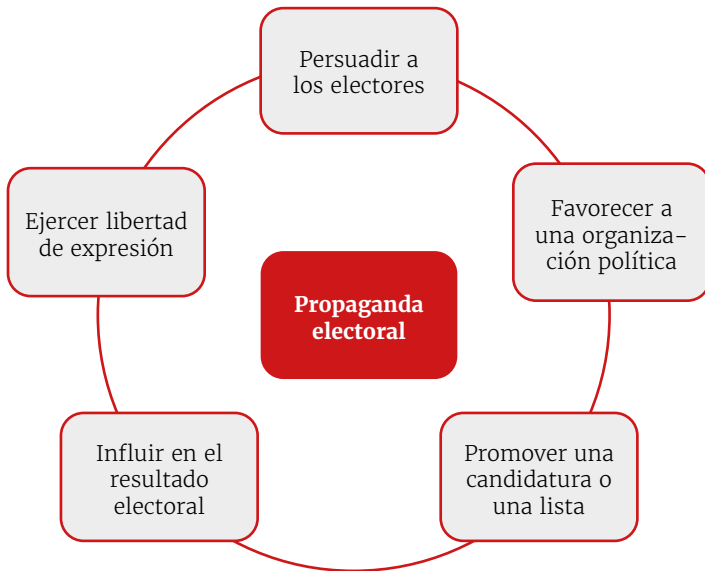 Persuadir a
los electores
Ejercer libertad
de expresión
Favorecer a
una organiza-
ción política
Propaganda
electoral
Influir en el
resultado
electoral
Promover una
candidatura o
una lista